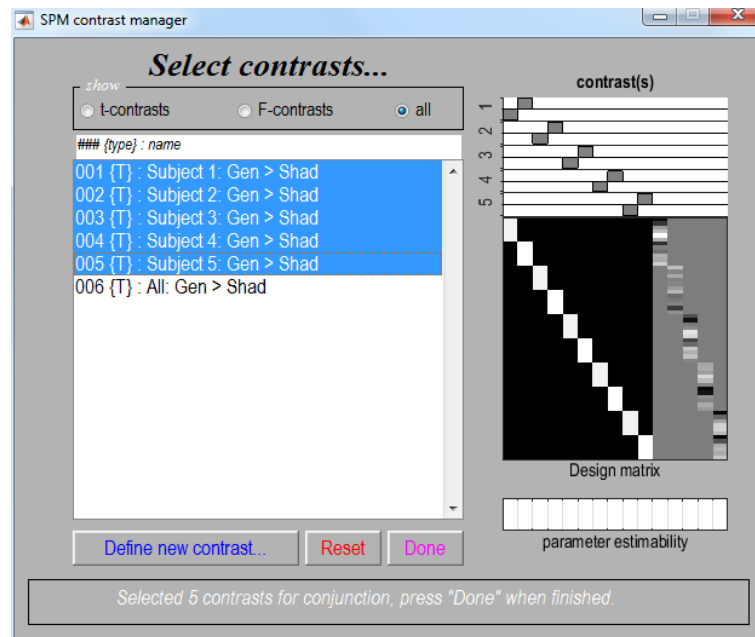 SPM contrast manager
Select contrasts...
show
t-contrasts
F-contrasts
all
### {type} : name
001 {T} : Subject 1: Gen > Shad
002 {T} : Subject 2: Gen > Shad
003 {T} : Subject 3: Gen > Shad
004 {T} : Subject 4: Gen > Shad
005 {T} : Subject 5: Gen > Shad
006 {T} : All: Gen > Shad
Define new contrast...
Reset
Done
contrast(s)
1
2
3
4
5
Design matrix
parameter estimability
Selected 5 contrasts for conjunction, press "Done" when finished.